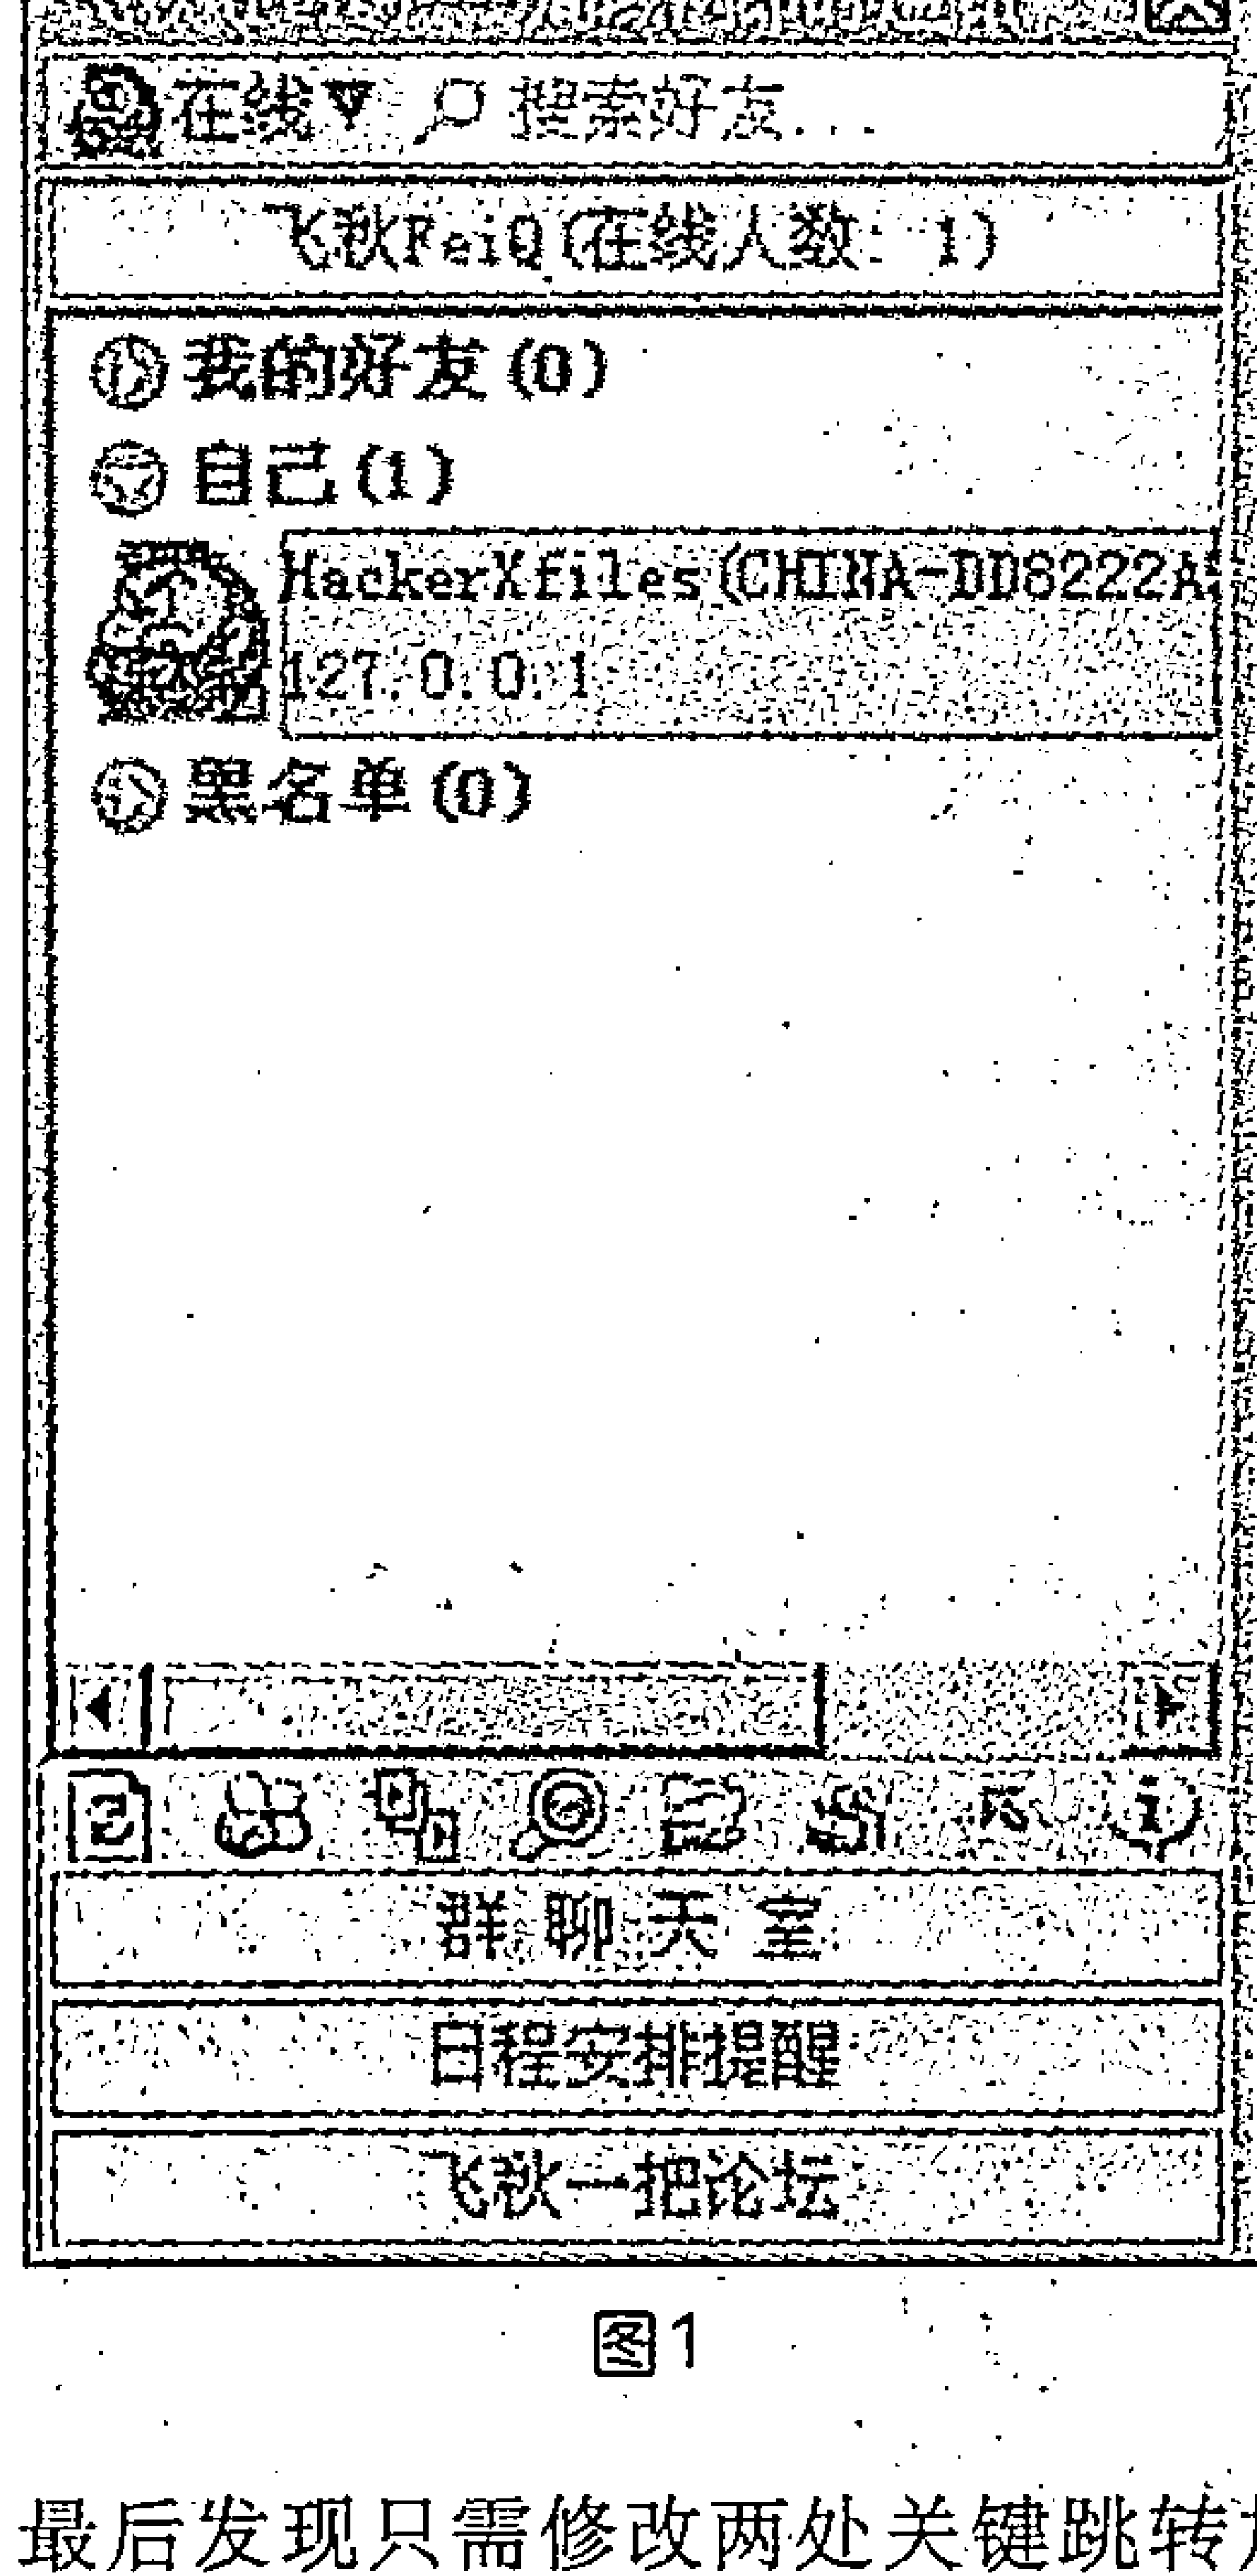 在线▼ 搜索好友...
飞秋FeiQ(在线人数: 1)
我的好友(0)
自己(1)
HackerXfiles(CHINA-DD8222A
127.0.0.1
黑名单(0)
群 聊 天 室
日程安排提醒
飞秋一把论坛
图1
最后发现只需修改两处关键跳转